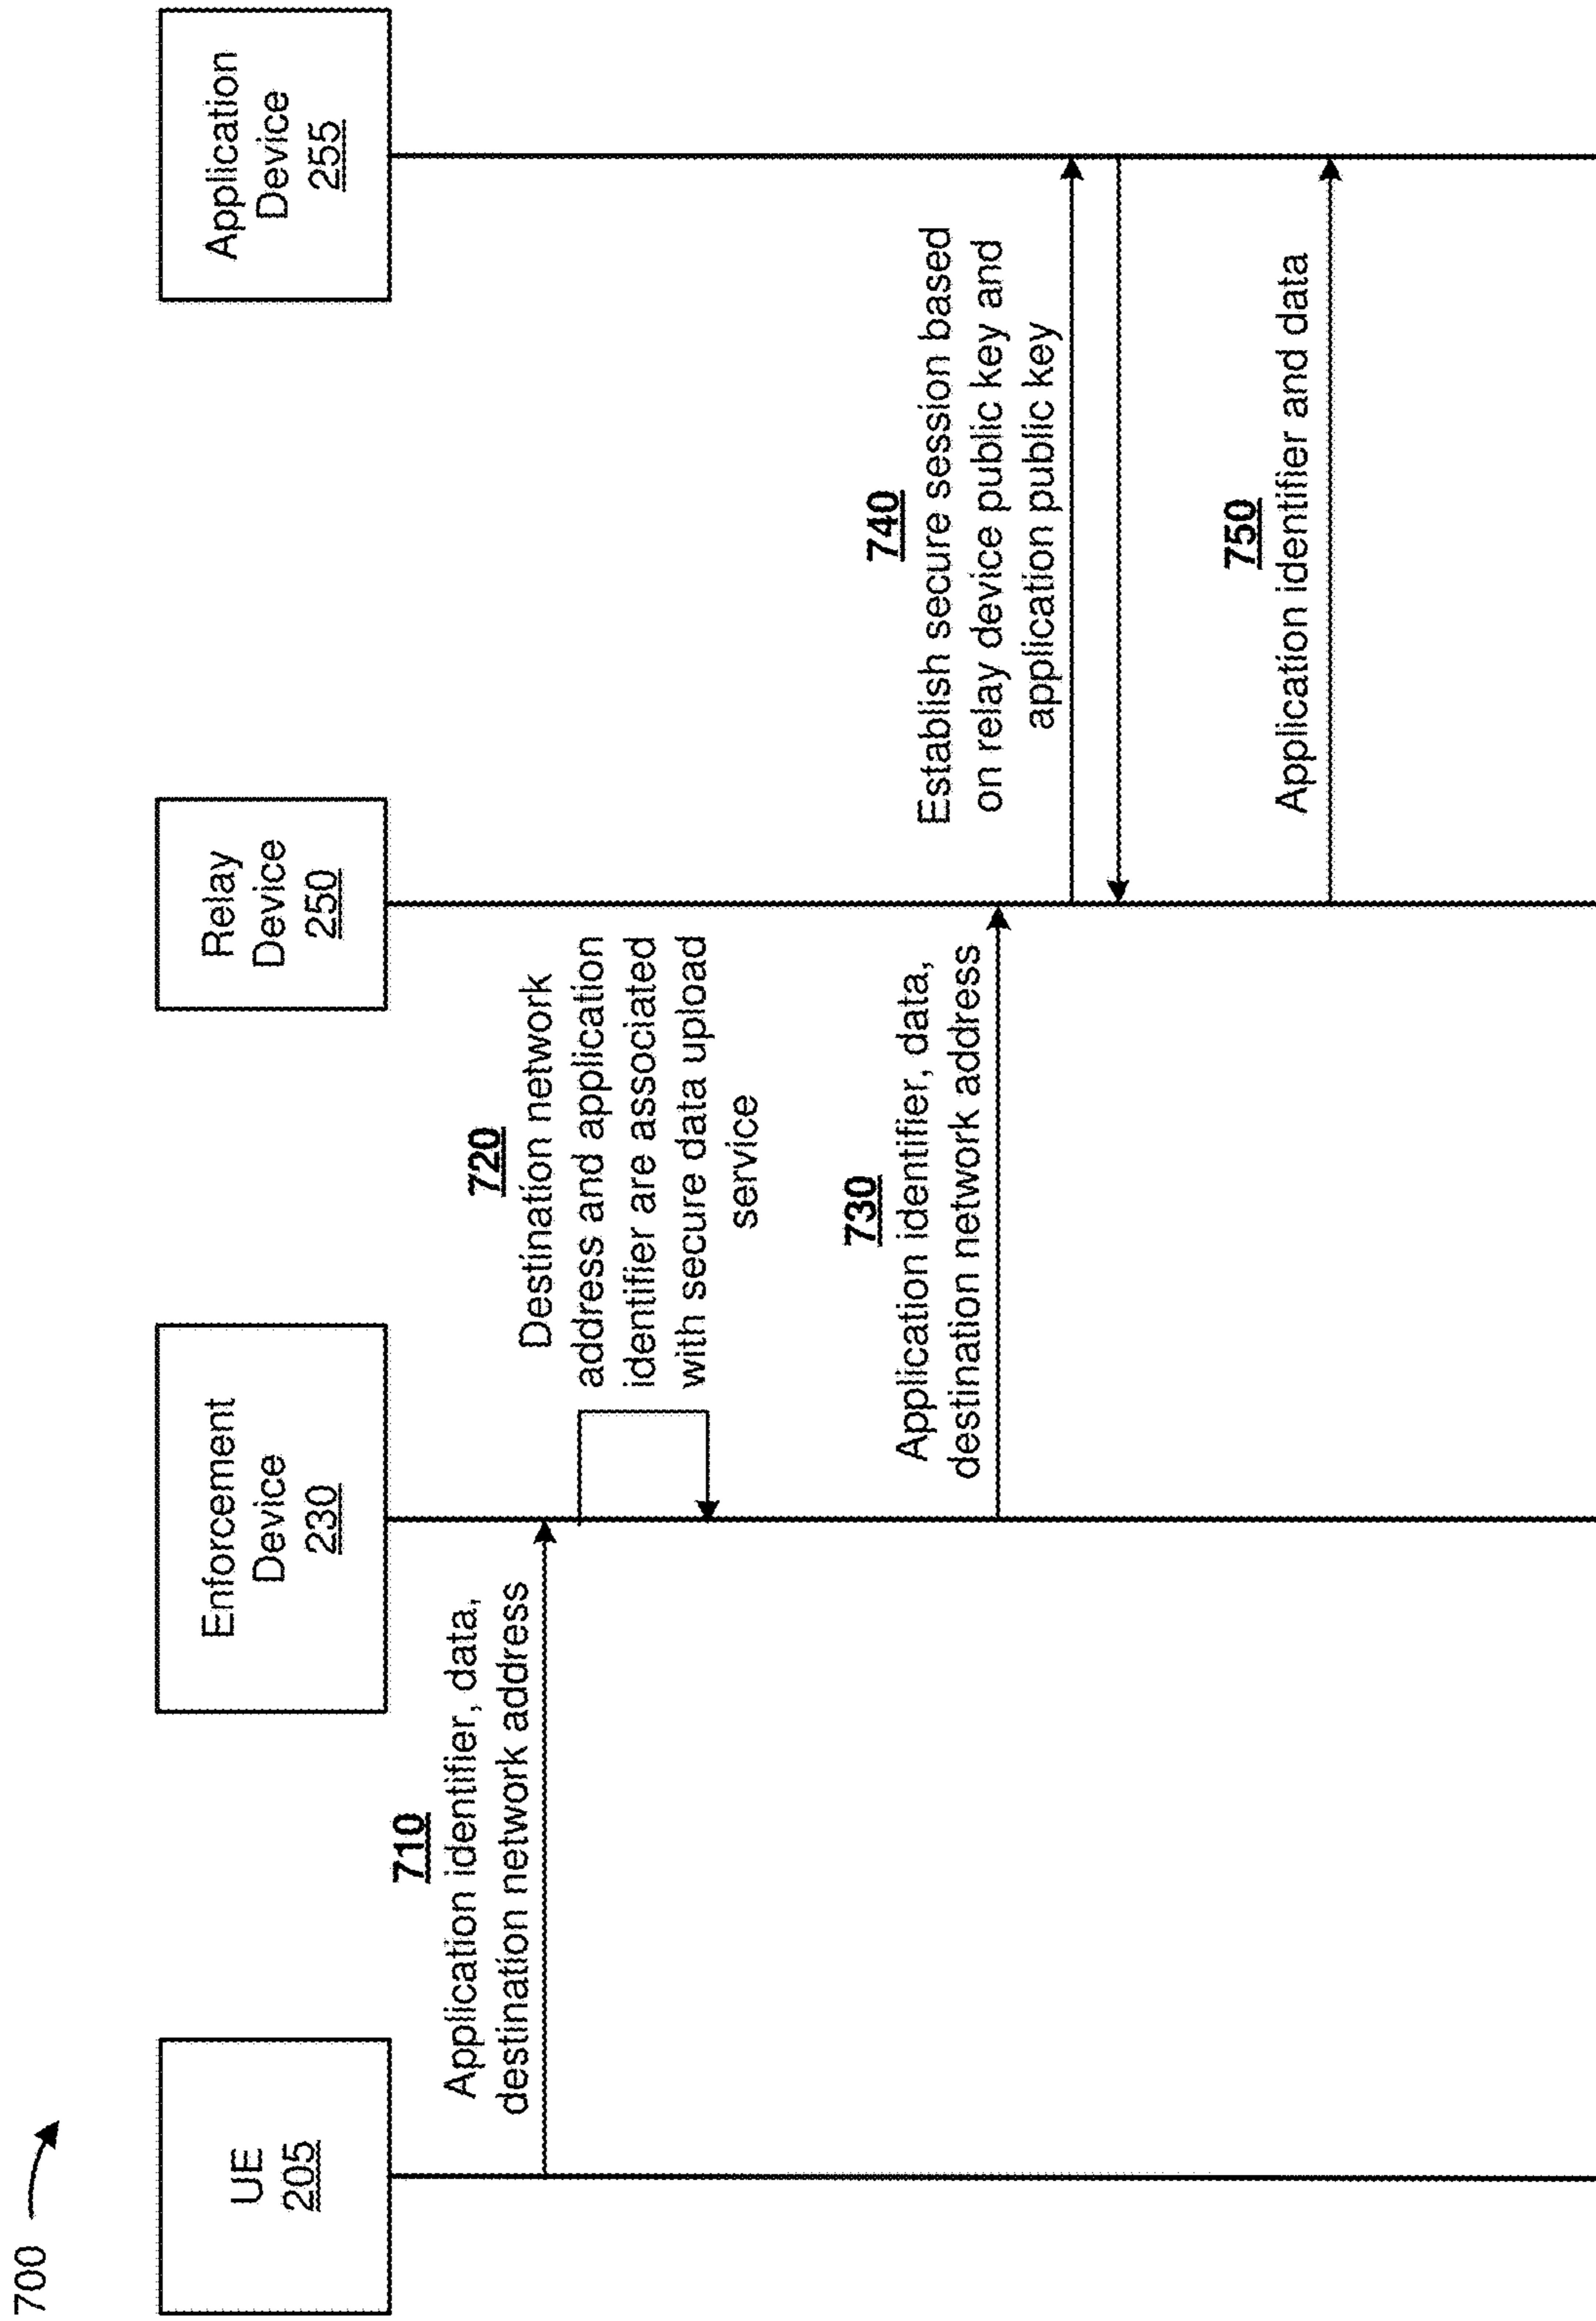 700
UE
205
Enforcement
Device
230
Relay
Device
250
Application
Device
255
710
Application identifier, data,
destination network address
720
Destination network
address and application
identifier are associated
with secure data upload
service
730
Application identifier, data,
destination network address
740
Establish secure session based
on relay device public key and
application public key
750
Application identifier and data